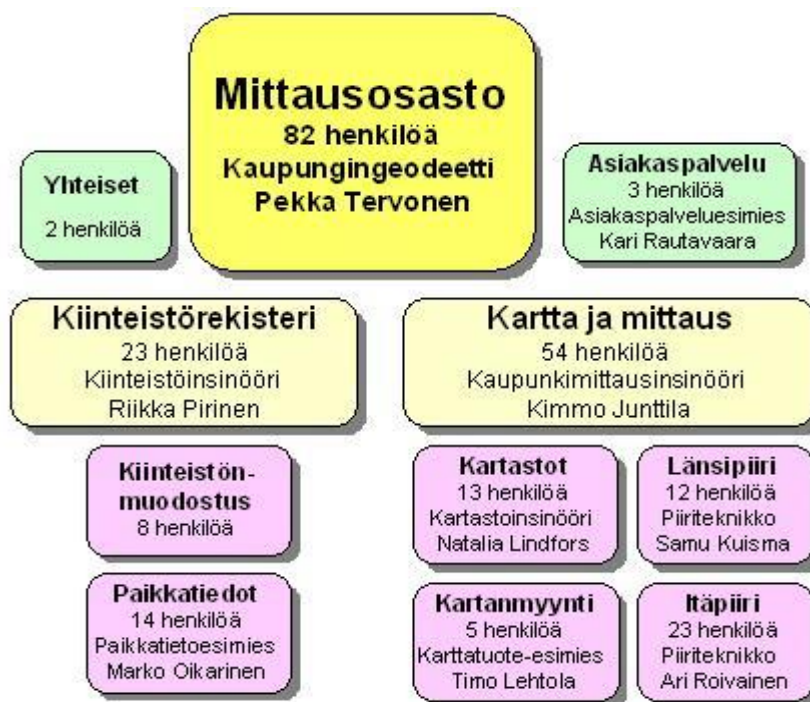 Mittausosasto
82 henkilöä
Kaupungingeodeetti
Pekka Tervonen
Yhteiset
2 henkilöä
Asiakaspalvelu
3 henkilöä
Asiakaspalveluesimies
Kari Rautavaara
Kiinteistörekisteri
23 henkilöä
Kiinteistöinsinööri
Riikka Pirinen
Kartta ja mittaus
54 henkilöä
Kaupunkimittausinsinööri
Kimmo Junttila
Kiinteistön-
muodostus
8 henkilöä
Kartastot
13 henkilöä
Kartastoinsinööri
Natalia Lindfors
Länsipiiri
12 henkilöä
Piiriteknikko
Samu Kuisma
Paikkatiedot
14 henkilöä
Paikkatietoesimies
Marko Oikarinen
Kartanmyynti
5 henkilöä
Karttatuote-esimies
Timo Lehtola
Itäpiiri
23 henkilöä
Piiriteknikko
Ari Roivainen